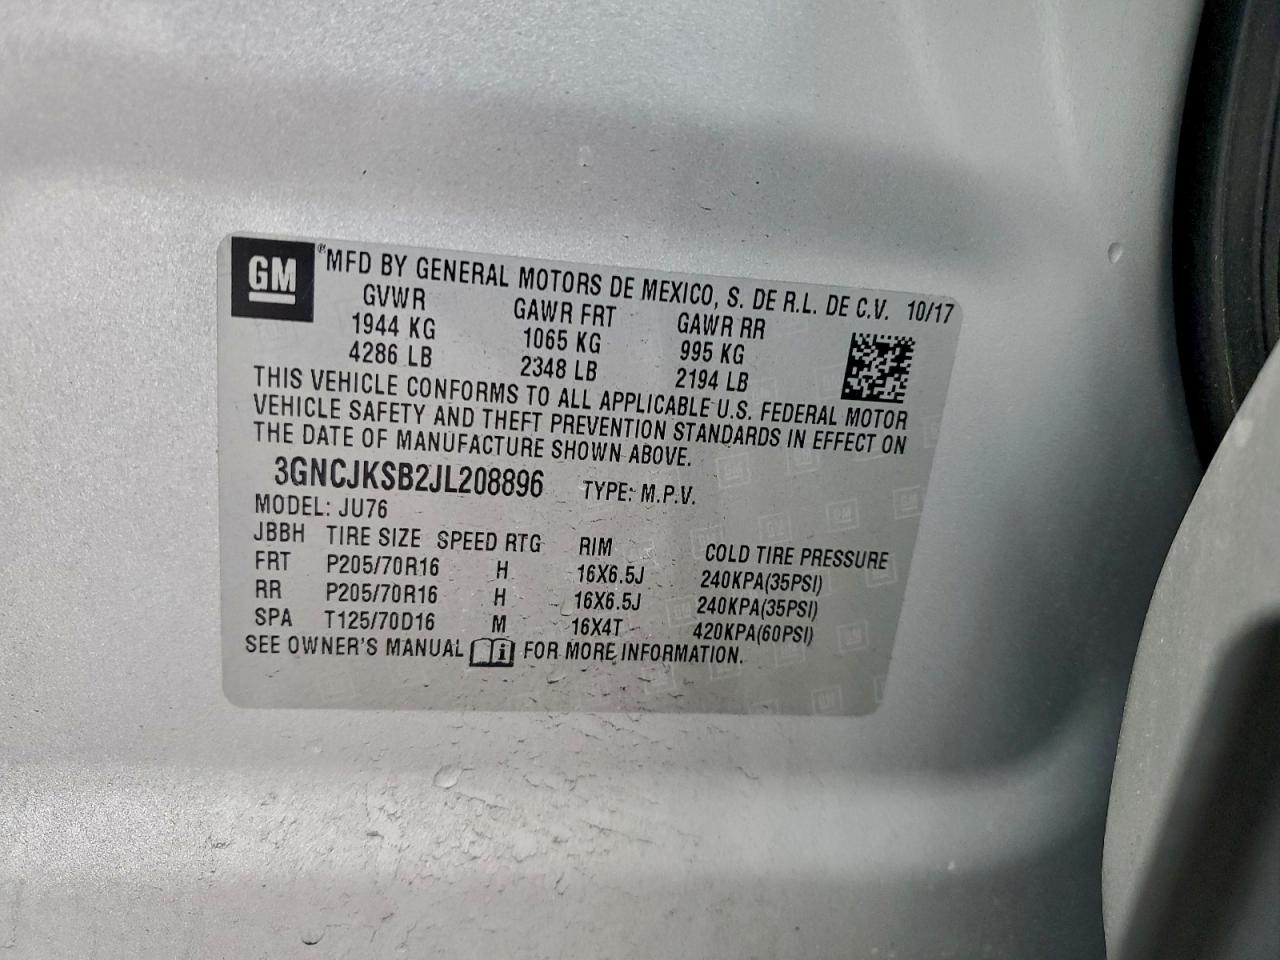 GM ® MFD BY GENERAL MOTORS DE MEXICO, S. DE R.L. DE C.V. 10/17
GVWR GAWR FRT GAWR RR
1944 KG 1065 KG 995 KG
4286 LB 2348 LB 2194 LB
THIS VEHICLE CONFORMS TO ALL APPLICABLE U.S. FEDERAL MOTOR
VEHICLE SAFETY AND THEFT PREVENTION STANDARDS IN EFFECT ON
THE DATE OF MANUFACTURE SHOWN ABOVE.
3GNCJKSB2JL208896 TYPE: M.P.V.
MODEL: JU76
JBBH TIRE SIZE SPEED RTG RIM COLD TIRE PRESSURE
FRT P205/70R16 H 16X6.5J 240KPA(35PSI)
RR P205/70R16 H 16X6.5J 240KPA(35PSI)
SPA T125/70D16 M 16X4T 420KPA(60PSI)
SEE OWNER'S MANUAL i FOR MORE INFORMATION.